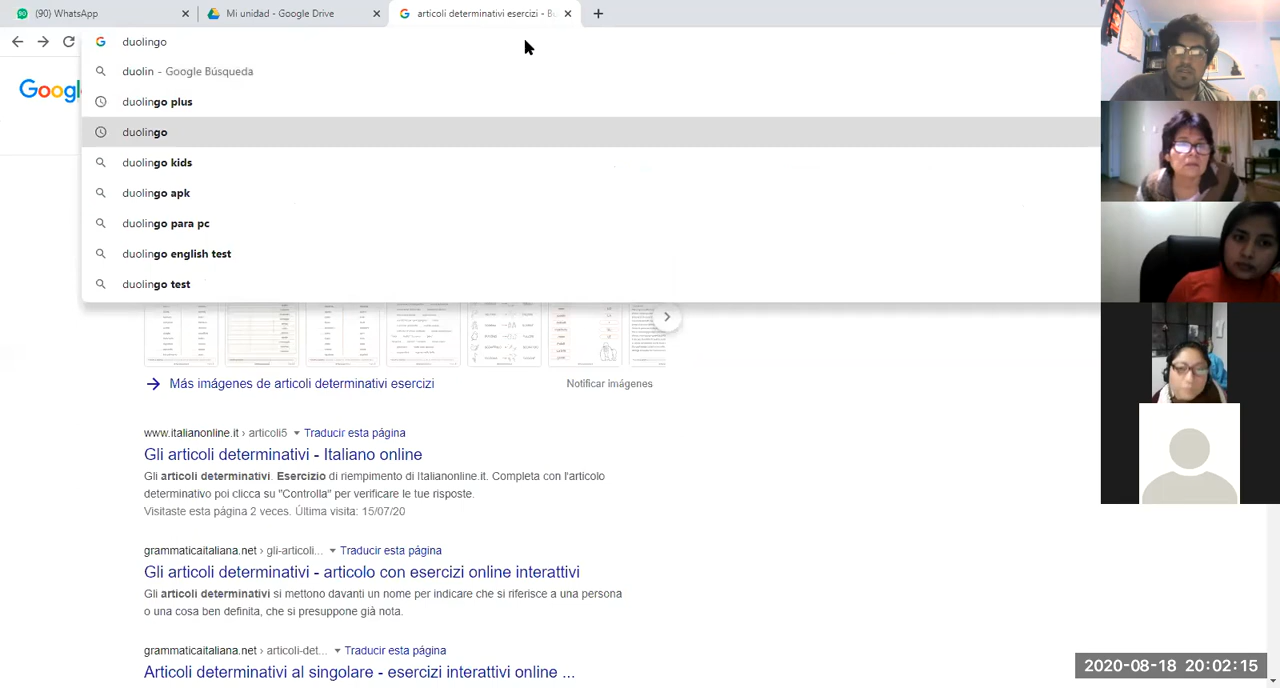 (90) WhatsApp
Mi unidad - Google Drive
articoli determinativi esercizi - Bu
duolingo
duolin - Google Búsqueda
duolingo plus
duolingo
duolingo kids
duolingo apk
duolingo para pc
duolingo english test
duolingo test
Googl
Más imágenes de articoli determinativi esercizi
Notificar imágenes
www.italianonline.it › articoli5 Traducir esta página
Gli articoli determinativi - Italiano online
Gli articoli determinativi. Esercizio di riempimento di Italianonline.it. Completa con l'articolo
determinativo poi clicca su "Controlla" per verificare le tue risposte.
Visitaste esta página 2 veces. Última visita: 15/07/20
grammaticaitaliana.net › gli-articoli... Traducir esta página
Gli articoli determinativi - articolo con esercizi online interattivi
Gli articoli determinativi si mettono davanti un nome per indicare che si riferisce a una persona
o una cosa ben definita, che si presuppone già nota.
grammaticaitaliana.net › articoli-det... Traducir esta página
Articoli determinativi al singolare - esercizi interattivi online ...
2020-08-18 20:02:15